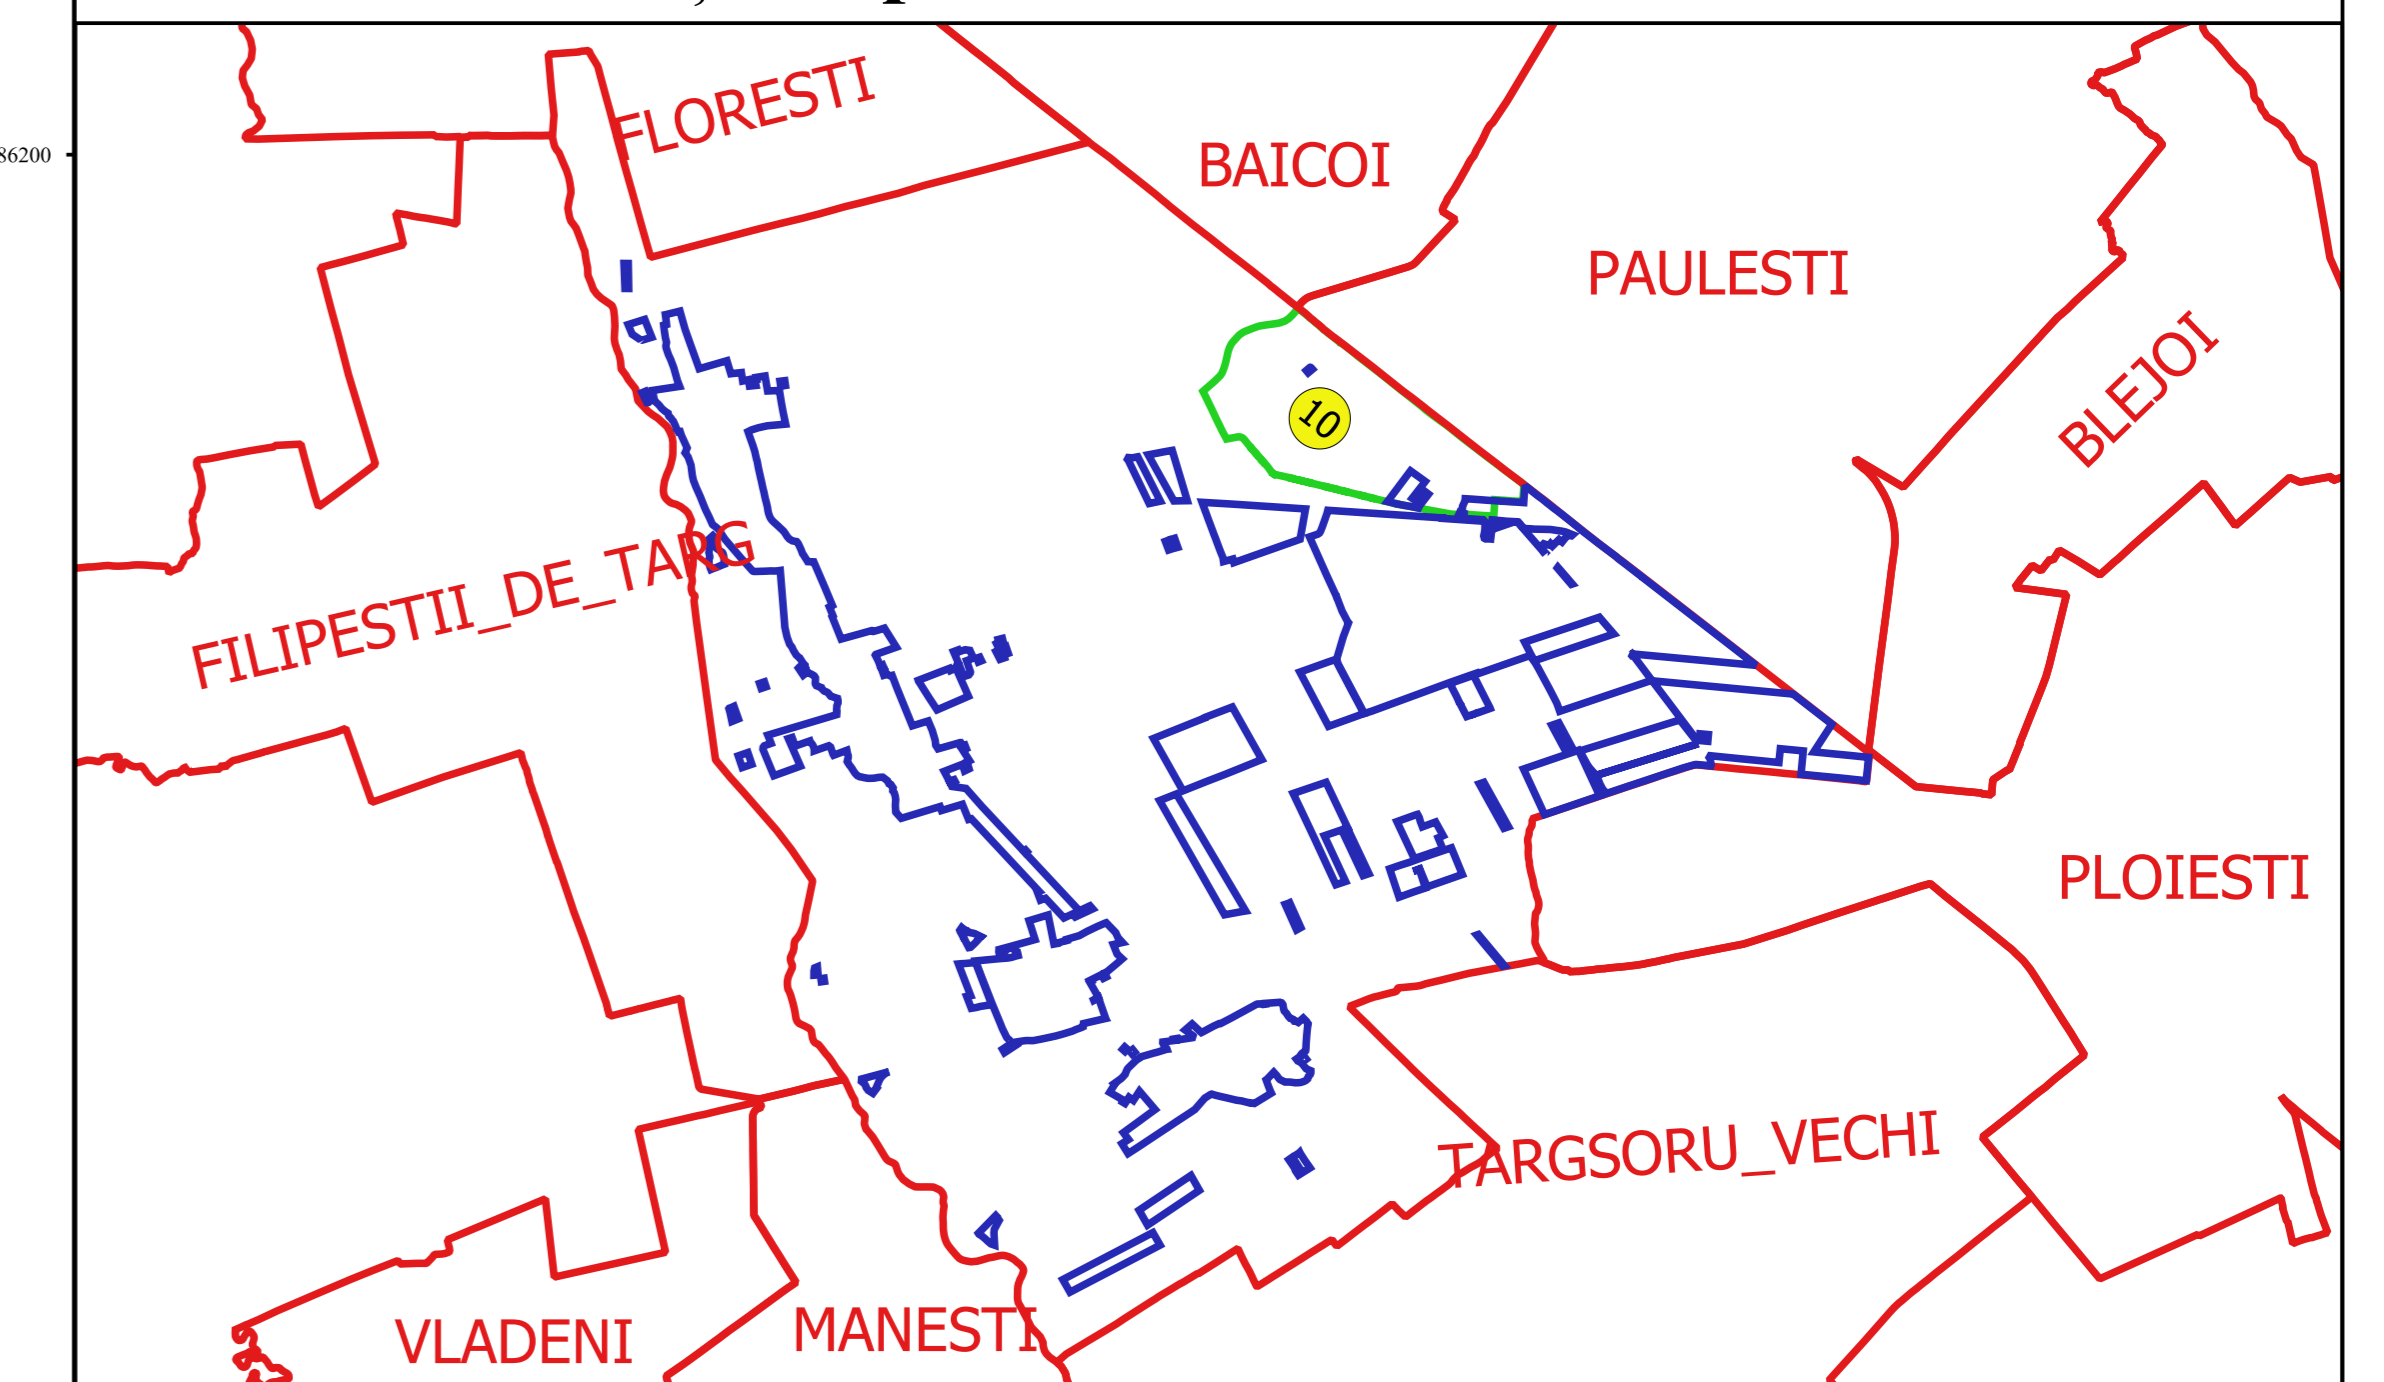 FLORESTI
BAICOI
86200
PAULESTI
BLEJOI
10
FILIPESTII_DE_TARG
PLOIESTI
TARGSORU_VECHI
MANESTI
VLADENI